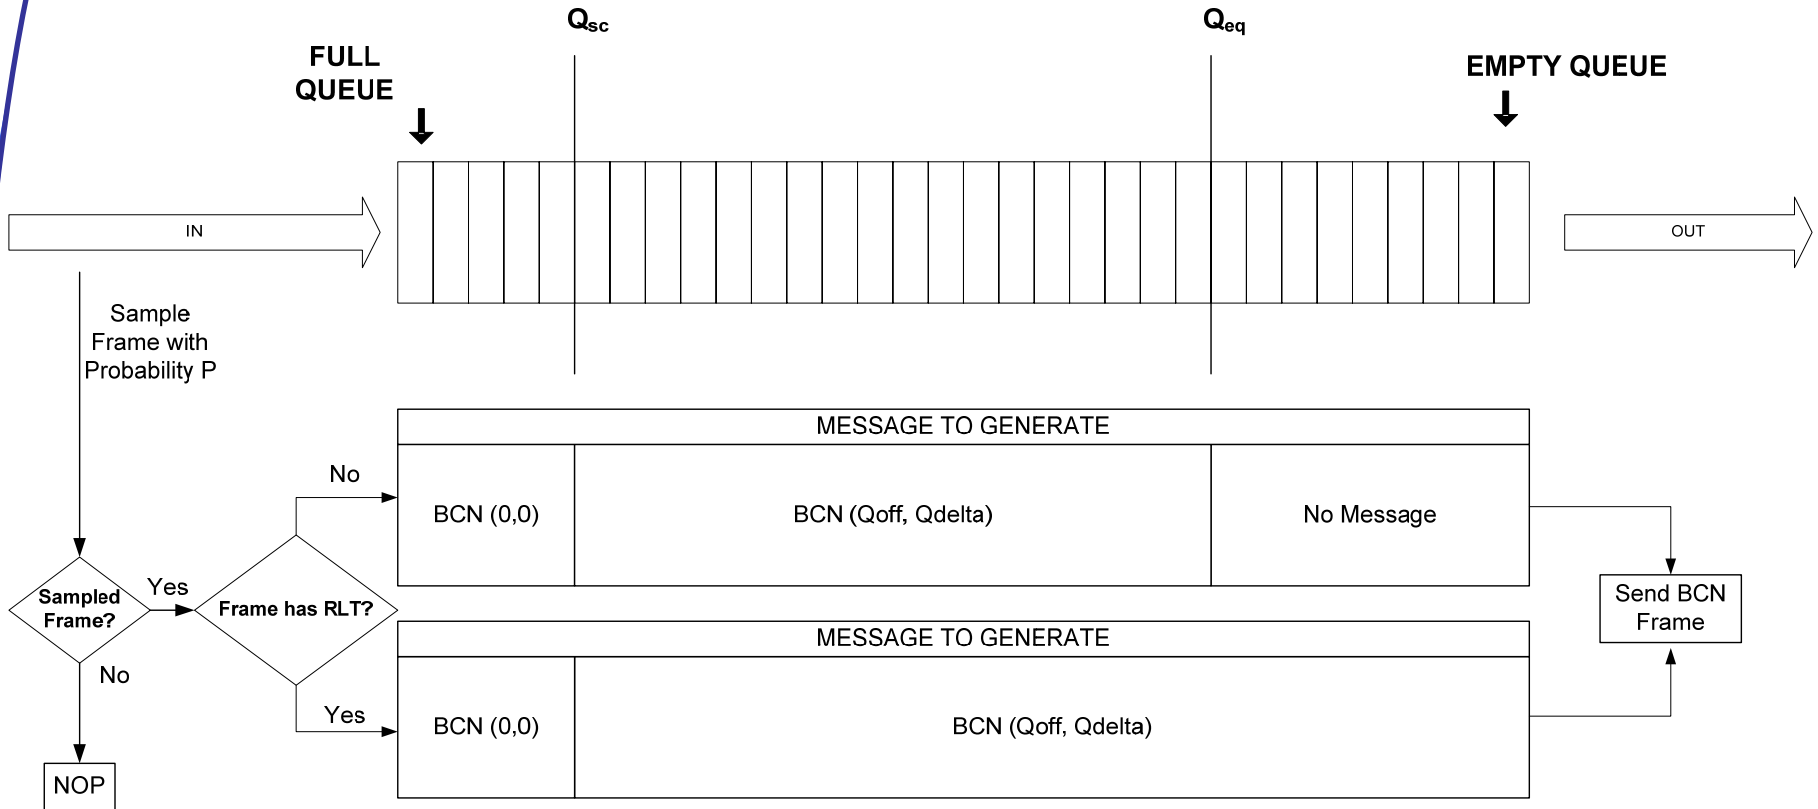 Qsc
Qeq
FULL
QUEUE
EMPTY QUEUE
IN
OUT
Sample
Frame with
Probability P
MESSAGE TO GENERATE
No
BCN (0,0)
BCN (Qoff, Qdelta)
No Message
Sampled
Frame?
Yes
Frame has RLT?
Send BCN
Frame
MESSAGE TO GENERATE
No
Yes
BCN (0,0)
BCN (Qoff, Qdelta)
NOP